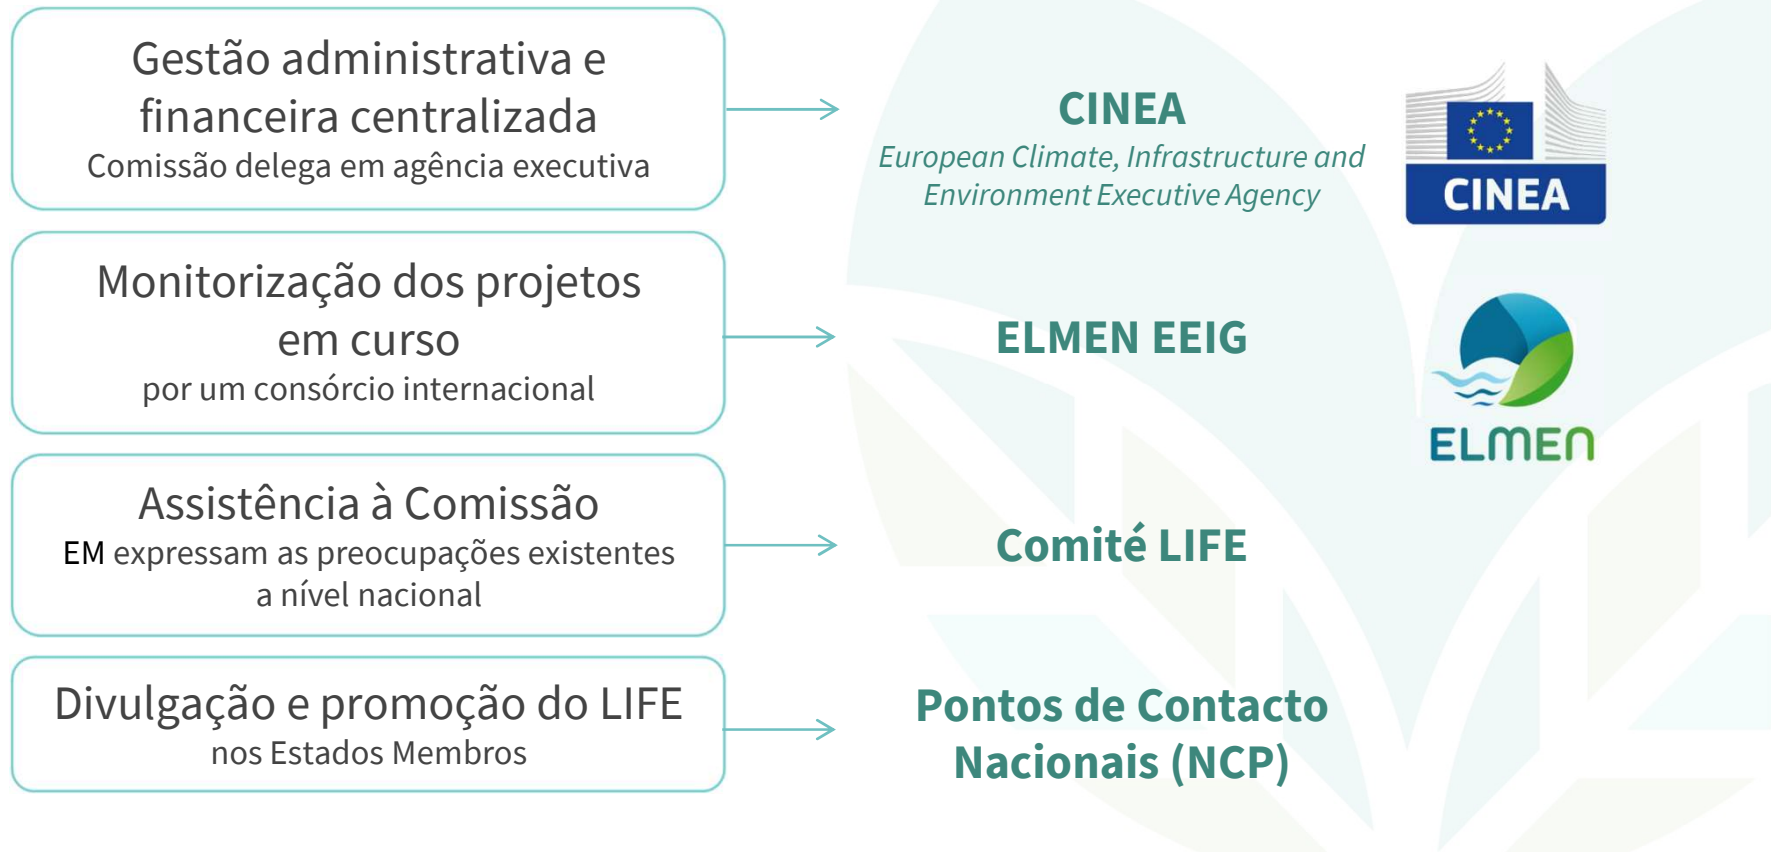 Gestão administrativa e
financeira centralizada
Comissão delega em agência executiva
CINEA
European Climate, Infrastructure and
Environment Executive Agency
CINEA
Monitorização dos projetos
em curso
por um consórcio internacional
ELMEN EEIG
ELMEN
Assistência à Comissão
EM expressam as preocupações existentes
a nível nacional
Comité LIFE
Divulgação e promoção do LIFE
nos Estados Membros
Pontos de Contacto
Nacionais (NCP)